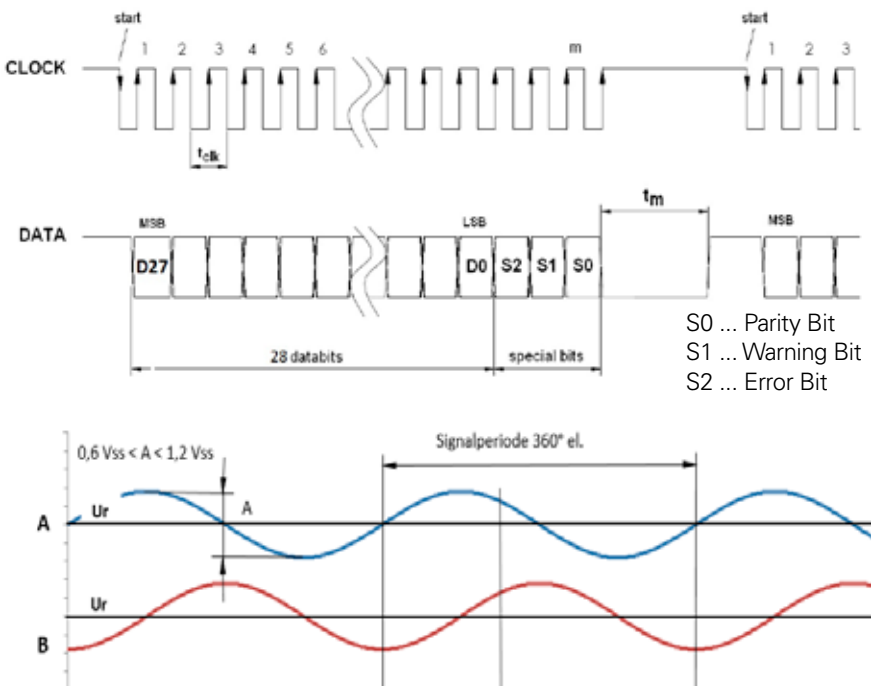 start start
1 2 3 4 5 6 m 1 2 3
CLOCK
tclk
tm
MSB LSB MSB
DATA
D27 D0 S2 S1 S0
28 databits special bits
S0 ... Parity Bit
S1 ... Warning Bit
S2 ... Error Bit
Signalperiode 360° el.
0,6 Vss < A < 1,2 Vss
Ur A
A
Ur
B